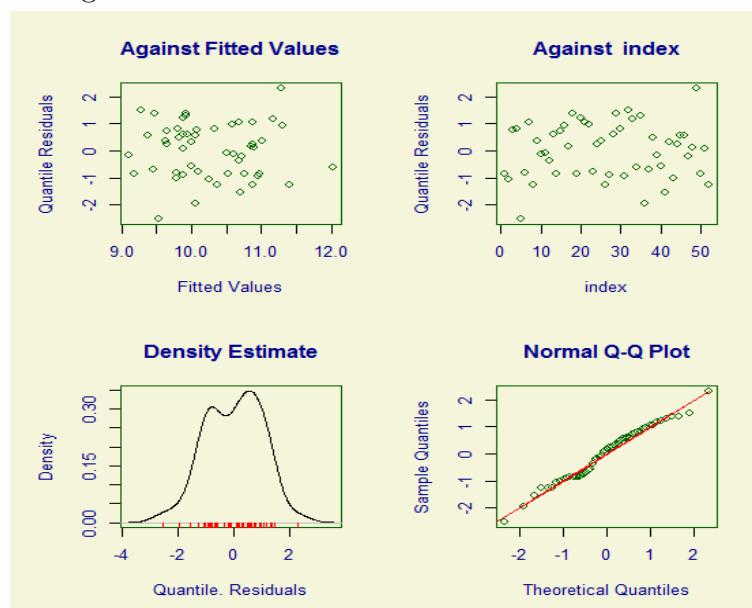 Against Fitted Values
Quantile Residuals
2
1
0
-1
-2
9.0 10.0 11.0 12.0
Fitted Values
Against index
Quantile Residuals
2
1
0
-1
-2
0 10 20 30 40 50
index
Density Estimate
Density
0.30
0.15
0.00
-4 -2 0 2
Quantile. Residuals
Normal Q-Q Plot
Sample Quantiles
2
1
0
-1
-2
-2 -1 0 1 2
Theoretical Quantiles